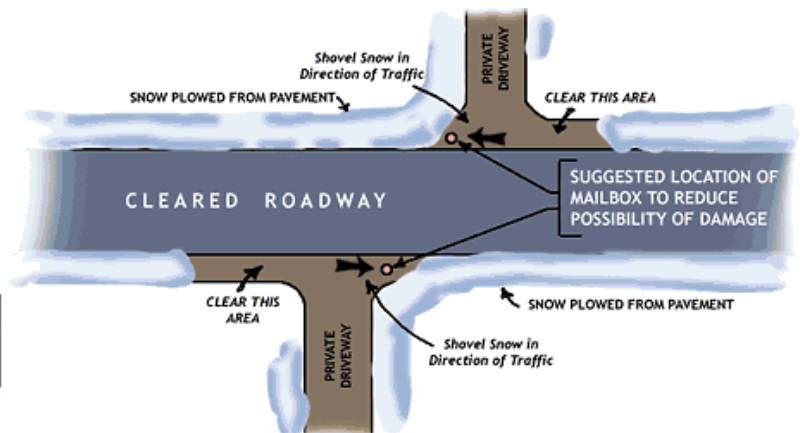 Shovel Snow in
Direction of Traffic
PRIVATE
DRIVEWAY
SNOW PLOWED FROM PAVEMENT
CLEAR THIS AREA
CLEARED ROADWAY
SUGGESTED LOCATION OF
MAILBOX TO REDUCE
POSSIBILITY OF DAMAGE
CLEAR THIS
AREA
SNOW PLOWED FROM PAVEMENT
PRIVATE
DRIVEWAY
Shovel Snow in
Direction of Traffic